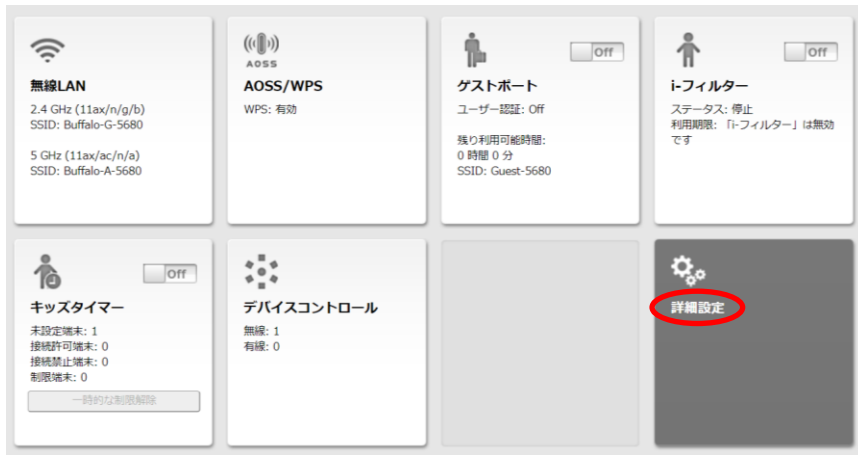 AOSS
Off
Off
無線LAN
AOSS/WPS
ゲストポート
i-フィルター
2.4 GHz (11ax/n/g/b)
SSID: Buffalo-G-5680
5 GHz (11ax/ac/n/a)
SSID: Buffalo-A-5680
WPS: 有効
ユーザー認証: Off
残り利用可能時間:
0 時間 0 分
SSID: Guest-5680
ステータス: 停止
利用期限: 「i-フィルター」は無効
です
Off
キッズタイマー
デバイスコントロール
詳細設定
未設定端末: 1
接続許可端末: 0
接続禁止端末: 0
制限端末: 0
一時的な制限解除
無線: 1
有線: 0